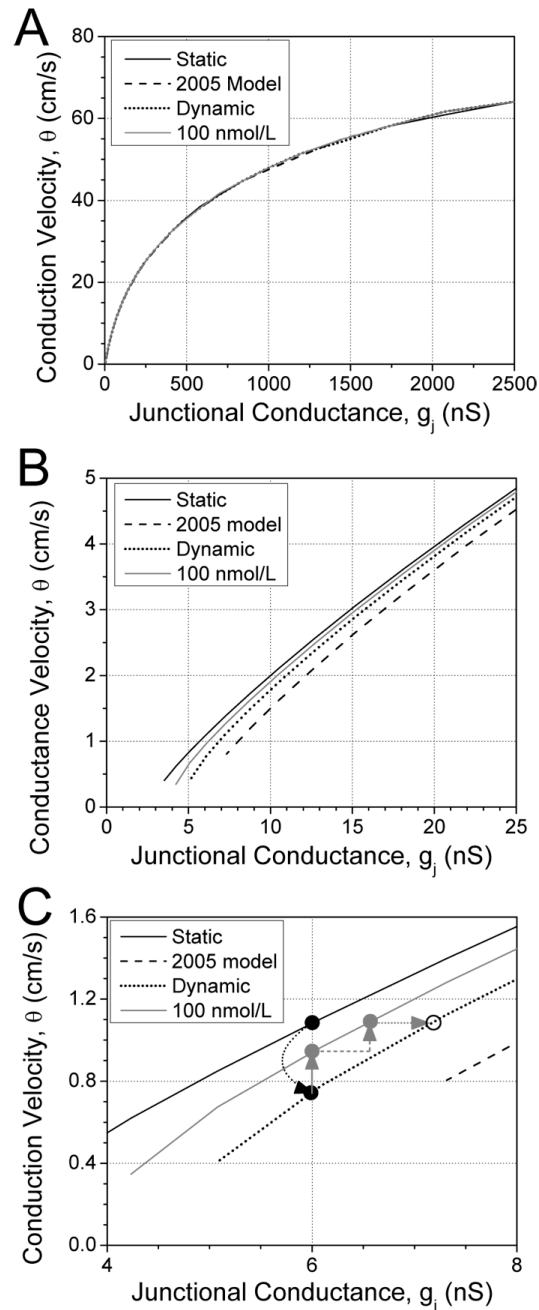 A
80
60
40
20
0
Conduction Velocity, θ (cm/s)
Static
2005 Model
Dynamic
100 nmol/L
0 500 1000 1500 2000 2500
Junctional Conductance, gj (nS)
B
5
4
3
2
1
0
Conductance Velocity, θ (cm/s)
Static
2005 model
Dynamic
100 nmol/L
0 5 10 15 20 25
Junctional Conductance, gj (nS)
C
1.6
1.2
0.8
0.4
0.0
Conduction Velocity, θ (cm/s)
Static
2005 model
Dynamic
100 nmol/L
4 6 8
Junctional Conductance, gj (nS)